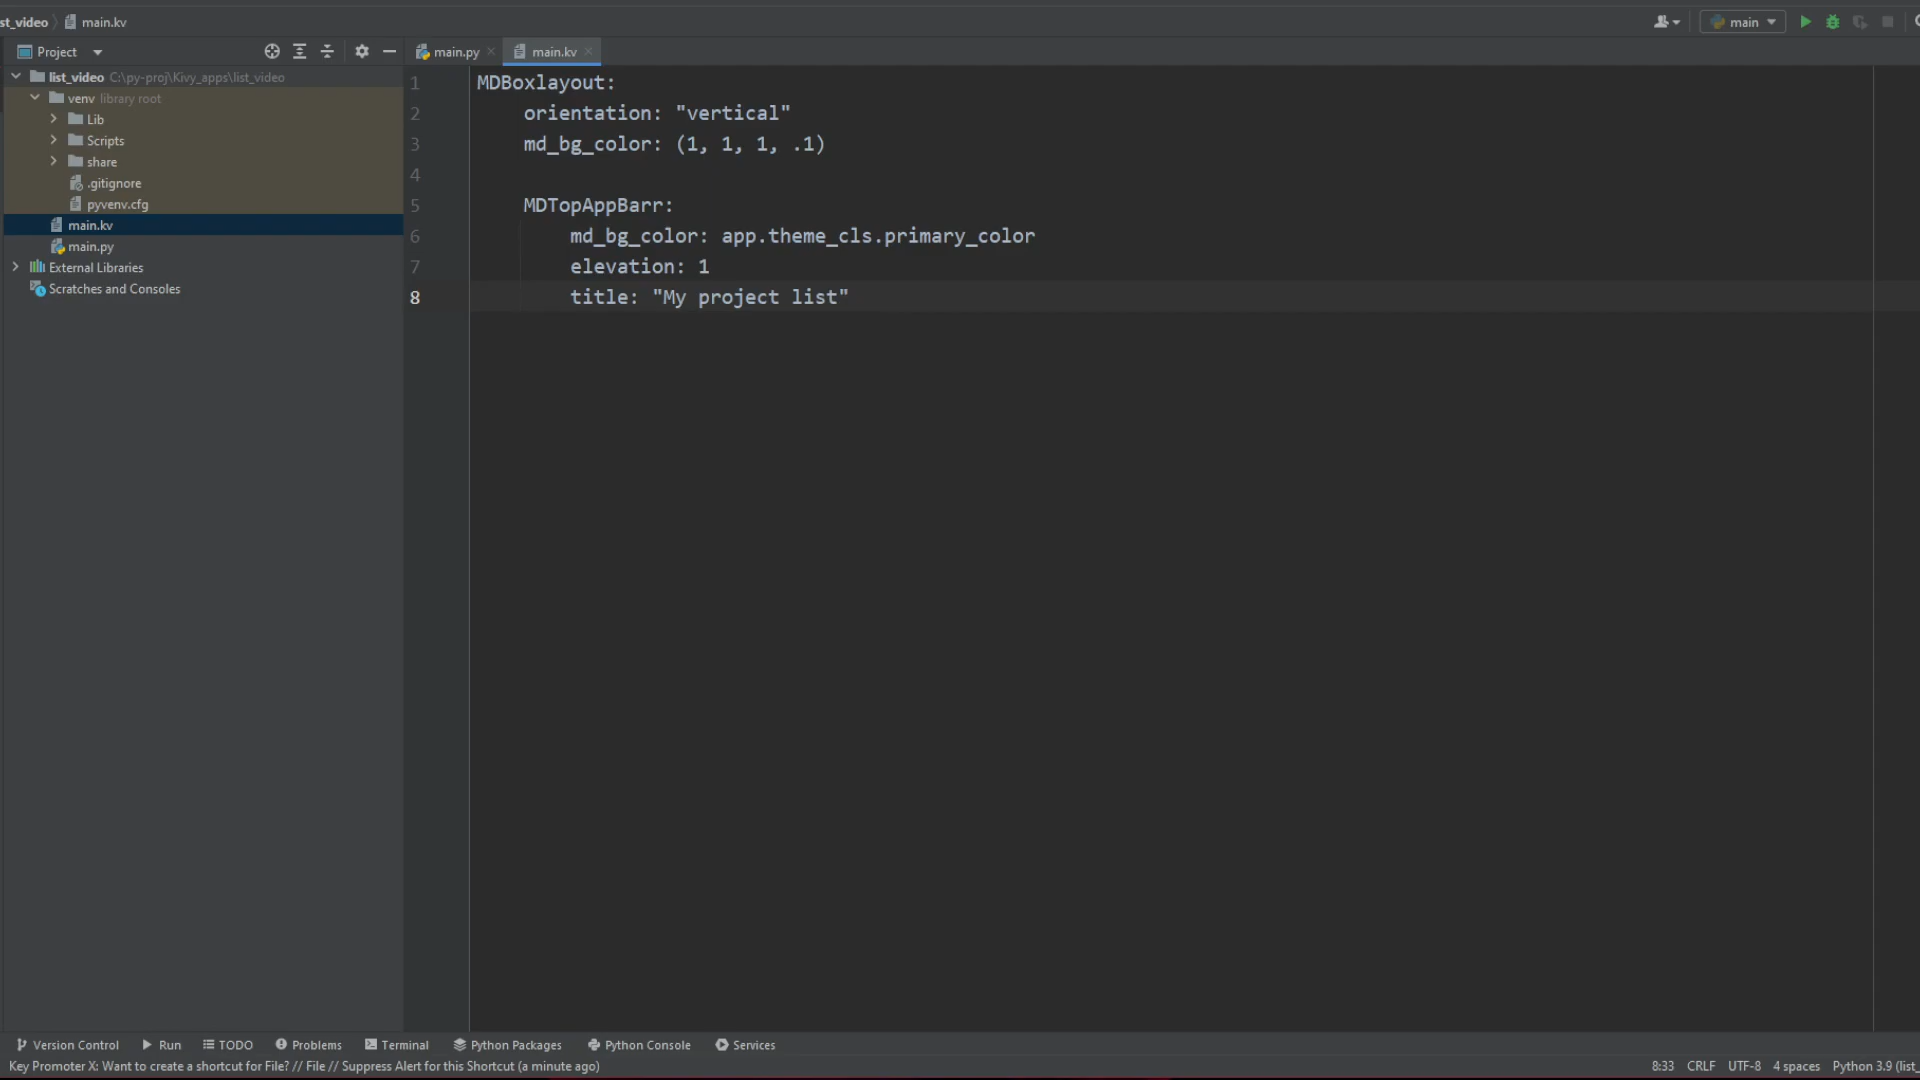 st_video main.kv
main
Project
main.py
main.kv
list_video C:\py-proj\Kivy_apps\list_video
venv library root
Lib
Scripts
share
.gitignore
pyvenv.cfg
main.kv
main.py
External Libraries
Scratches and Consoles
1 MDBoxlayout:
2 orientation: "vertical"
3 md_bg_color: (1, 1, 1, .1)
4
5 MDTopAppBarr:
6 md_bg_color: app.theme_cls.primary_color
7 elevation: 1
8 title: "My project list"
Version Control Run TODO Problems Terminal Python Packages Python Console Services
Key Promoter X: Want to create a shortcut for File? // File // Suppress Alert for this Shortcut (a minute ago)
8:33 CRLF UTF-8 4 spaces Python 3.9 (list_